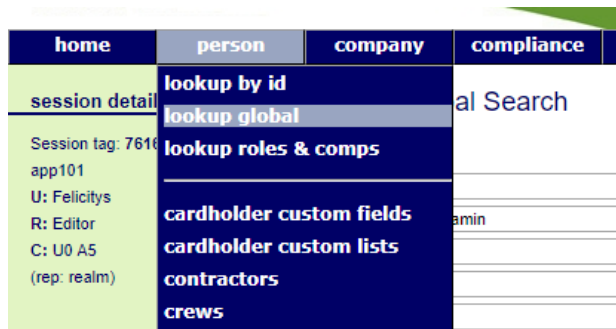 home person company compliance
lookup by id
session detail lookup global al Search
Session tag: 7616 lookup roles & comps
app101
U: Felicitys
R: Editor cardholder custom fields amin
C: U0 A5 cardholder custom lists
(rep: realm) contractors
crews